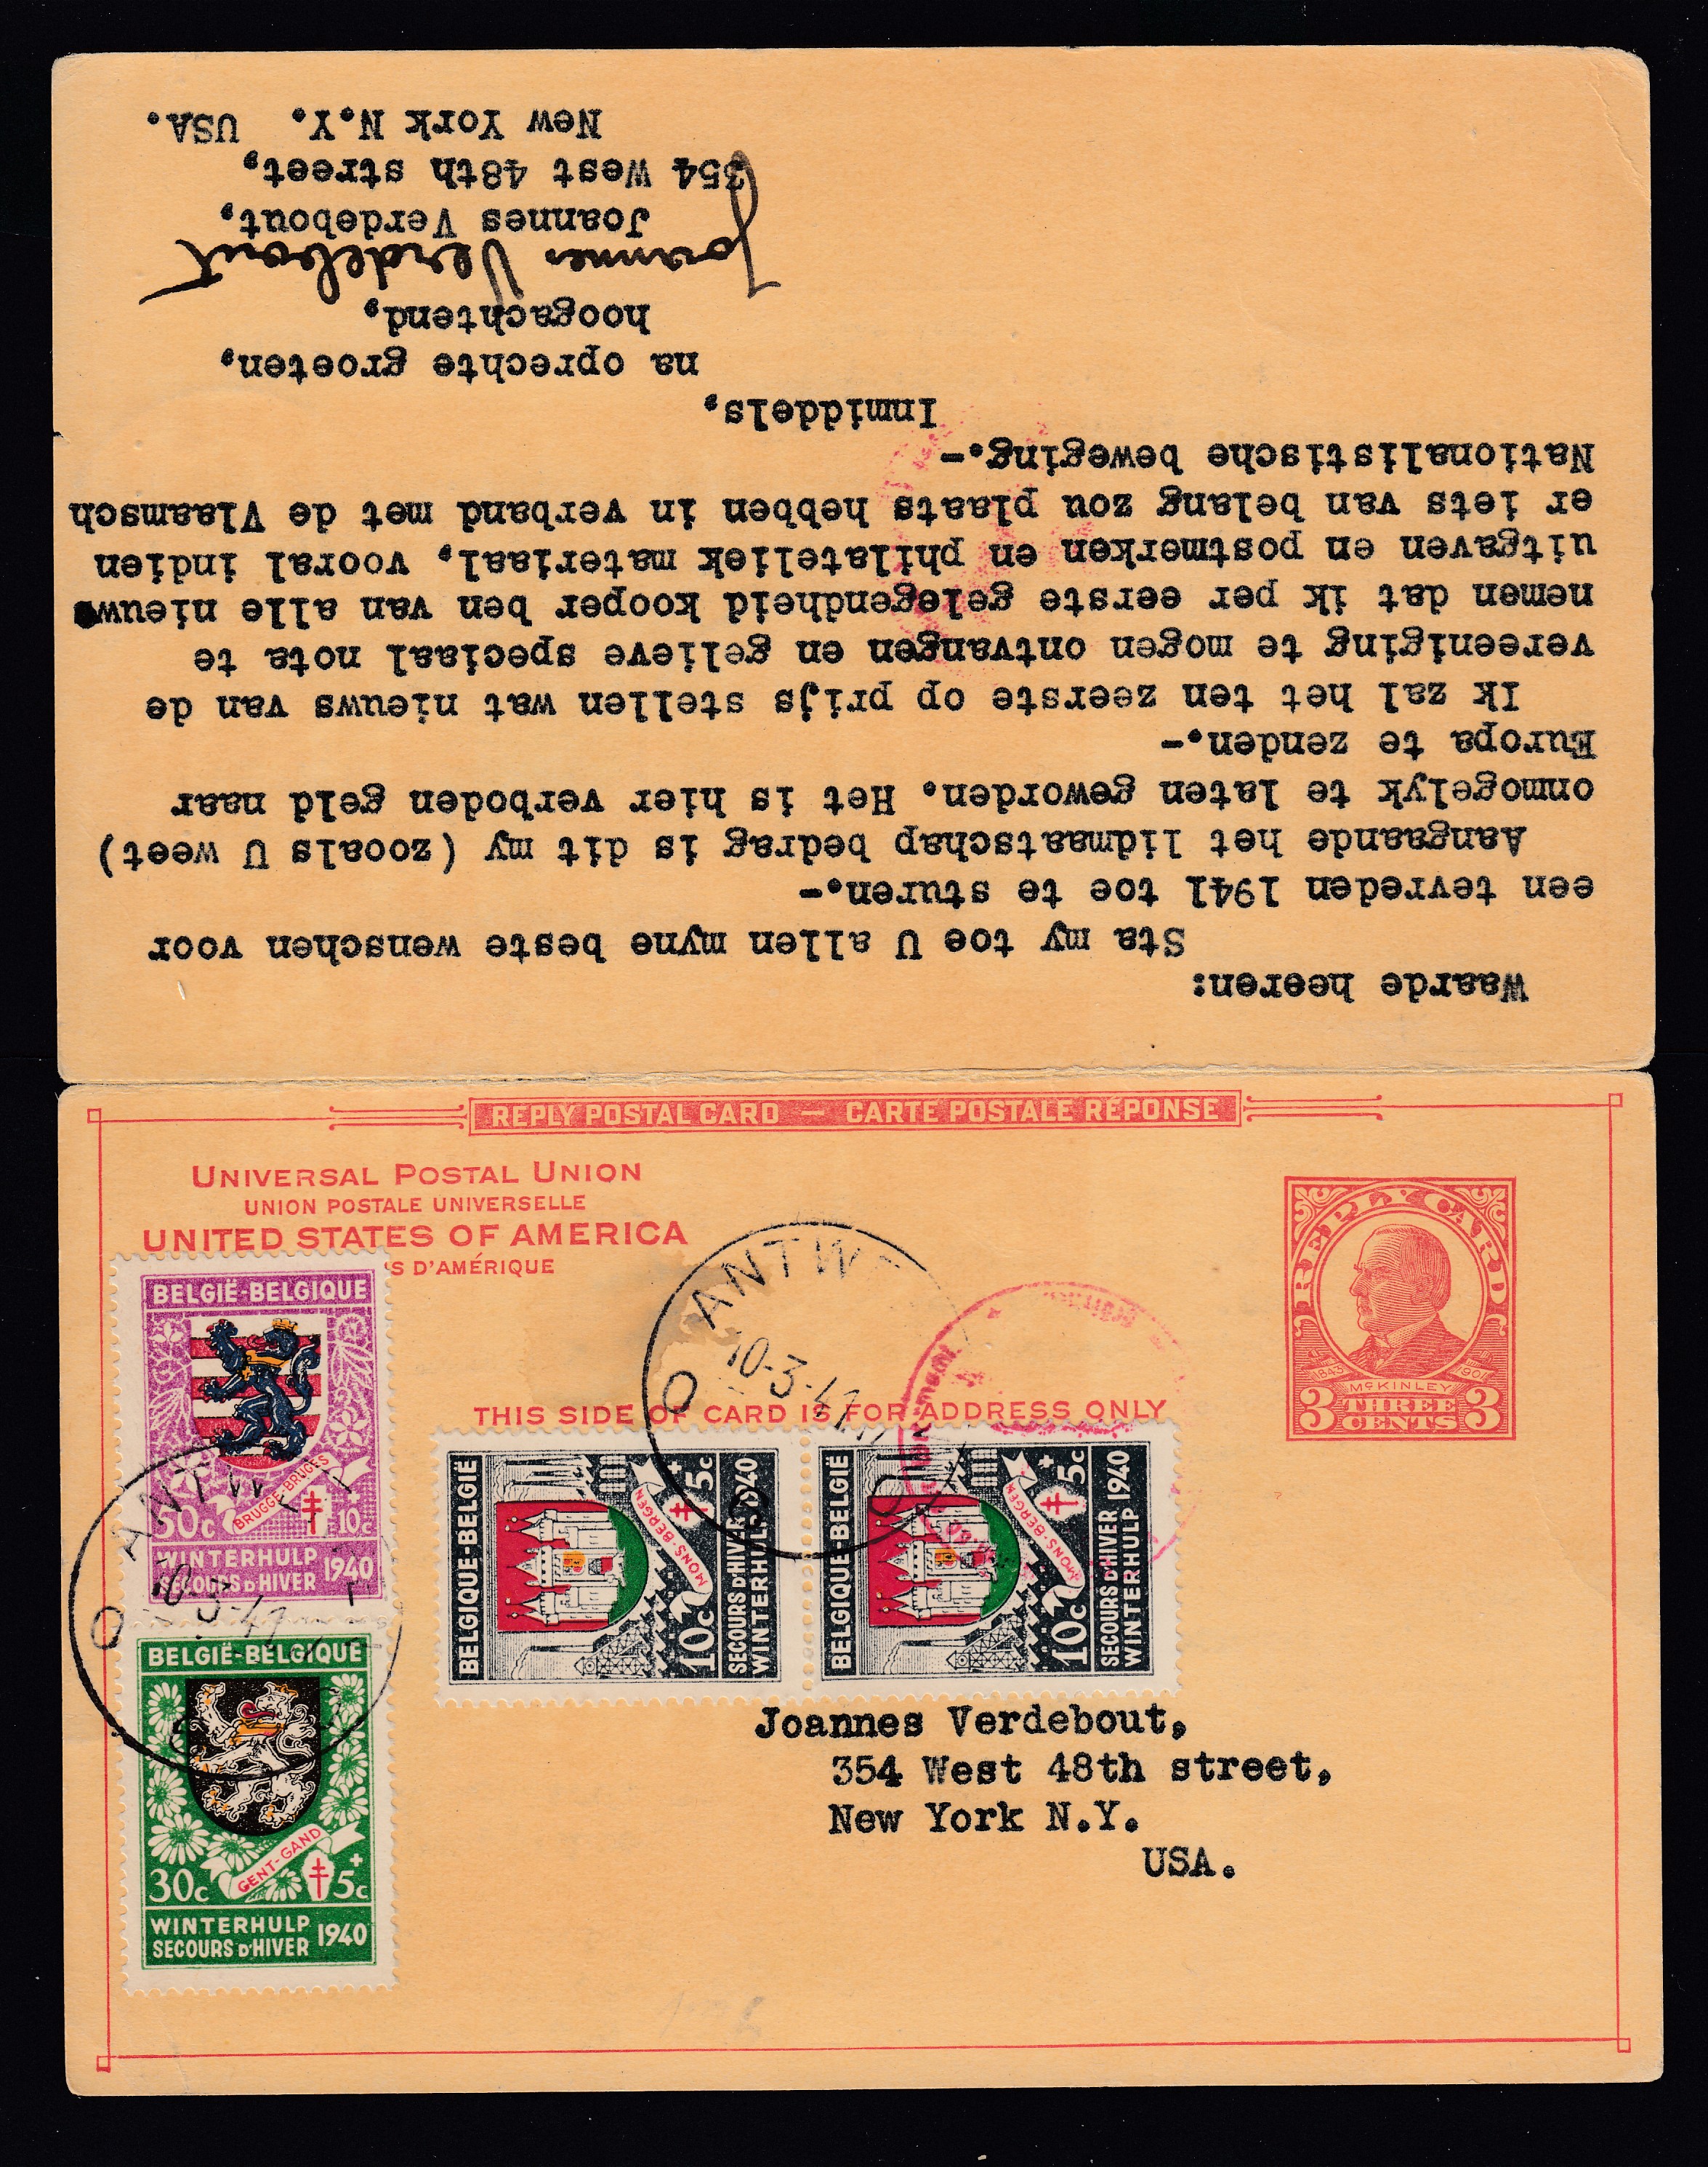 Waarde heeren:
Sta my toe U allen myne beste wenschen voor
een tevreden 1941 toe te sturen.-
Aangaande het lidmaatschap bedrag is dit my (zooals U weet)
onmogelyk te laten geworden. Het is hier verboden geld naar
Europa te zenden.-
Ik zal het ten zeerste op prijs stellen wat nieuws van de
vereeniging te mogen ontvangen en gelieve speciaal nota te
nemen dat ik per eerste gelegendheid kooper ben van alle nieuw
uitgaven en postmerken en philateliek materiaal, vooral indien
er iets van belang zou plaats hebben in verband met de Vlaamsch
Nationalistische beweging.-
Inmiddels,
na oprechte groeten,
hoogachtend,
Joannes Verdebout
Joannes Verdebout,
354 West 48th street,
New York N.Y. USA.
REPLY POSTAL CARD — CARTE POSTALE RÉPONSE
UNIVERSAL POSTAL UNION
UNION POSTALE UNIVERSELLE
UNITED STATES OF AMERICA
S D'AMÉRIQUE
THIS SIDE OF CARD IS FOR ADDRESS ONLY
REPLY CARD
1843 1901
McKINLEY
3 THREE CENTS 3
ANTW
10-3-41
BELGIË-BELGIQUE
BRUGGE-BRUGES
50c + 10c
WINTERHULP
SECOURS D'HIVER 1940
ANTW
10-3-41
BELGIË-BELGIQUE
GENT-GAND
30c + 5c
WINTERHULP
SECOURS D'HIVER 1940
BELGIQUE-BELGIË
MONS-BERGEN
10c + 5c
SECOURS D'HIVER
WINTERHULP 1940
BELGIQUE-BELGIË
MONS-BERGEN
10c + 5c
SECOURS D'HIVER
WINTERHULP 1940
Joannes Verdebout,
354 West 48th street,
New York N.Y.
USA.